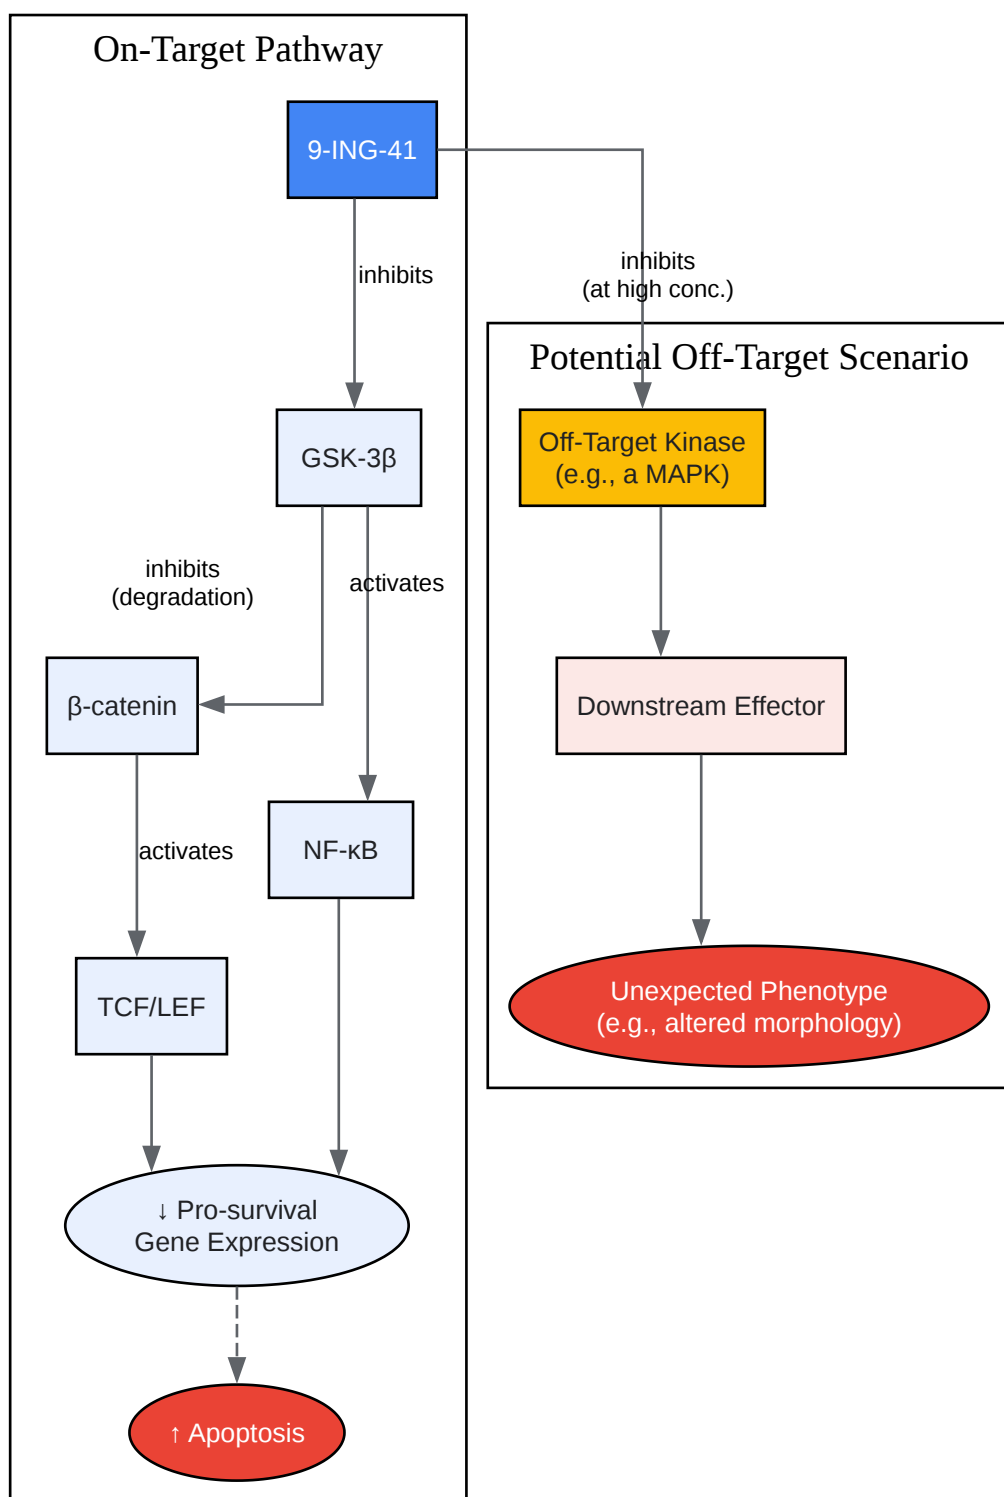 On-Target Pathway
9-ING-41
inhibits
inhibits
(at high conc.)
Potential Off-Target Scenario
GSK-3β
Off-Target Kinase
(e.g., a MAPK)
inhibits
(degradation)
activates
β-catenin
Downstream Effector
activates
NF-κB
TCF/LEF
Unexpected Phenotype
(e.g., altered morphology)
↓ Pro-survival
Gene Expression
↑ Apoptosis